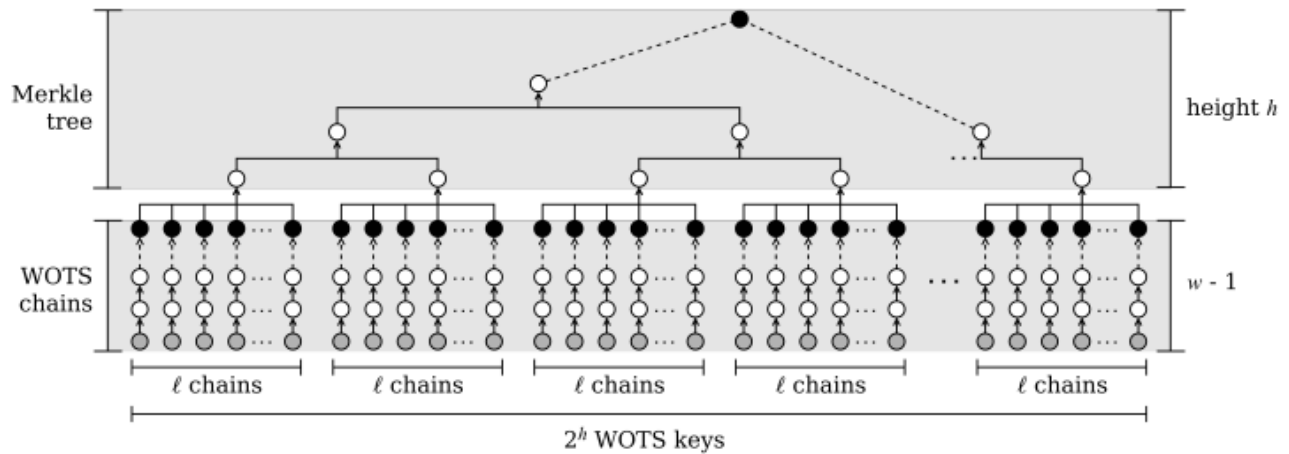 Merkle
tree
height h
WOTS
chains
w - 1
ℓ chains
ℓ chains
ℓ chains
ℓ chains
ℓ chains
2^h WOTS keys